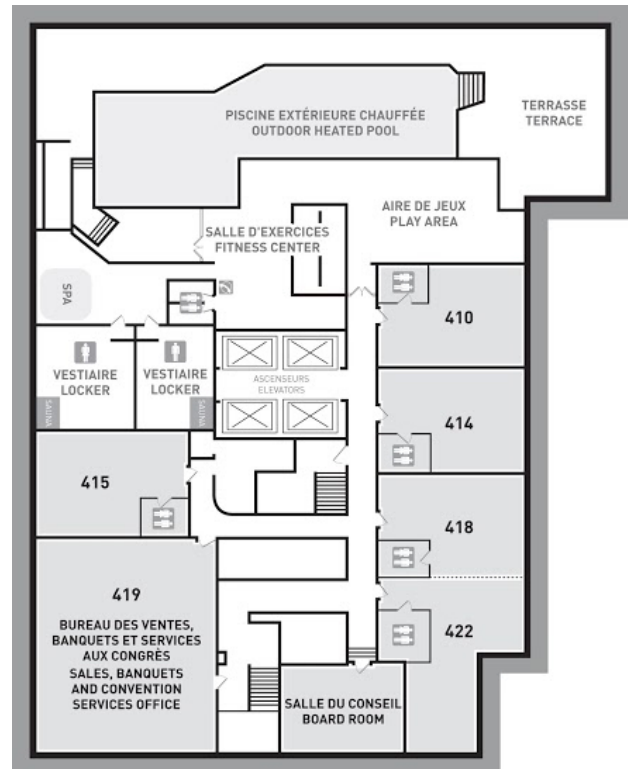 PISCINE EXTÉRIEURE CHAUFFÉE
OUTDOOR HEATED POOL
TERRASSE
TERRACE
AIRE DE JEUX
PLAY AREA
SALLE D'EXERCICES
FITNESS CENTER
SPA
410
VESTIAIRE
LOCKER
SAUNA
VESTIAIRE
LOCKER
SAUNA
ASCENSEURS
ELEVATORS
414
415
418
419
BUREAU DES VENTES,
BANQUETS ET SERVICES
AUX CONGRÈS
SALES, BANQUETS
AND CONVENTION
SERVICES OFFICE
422
SALLE DU CONSEIL
BOARD ROOM